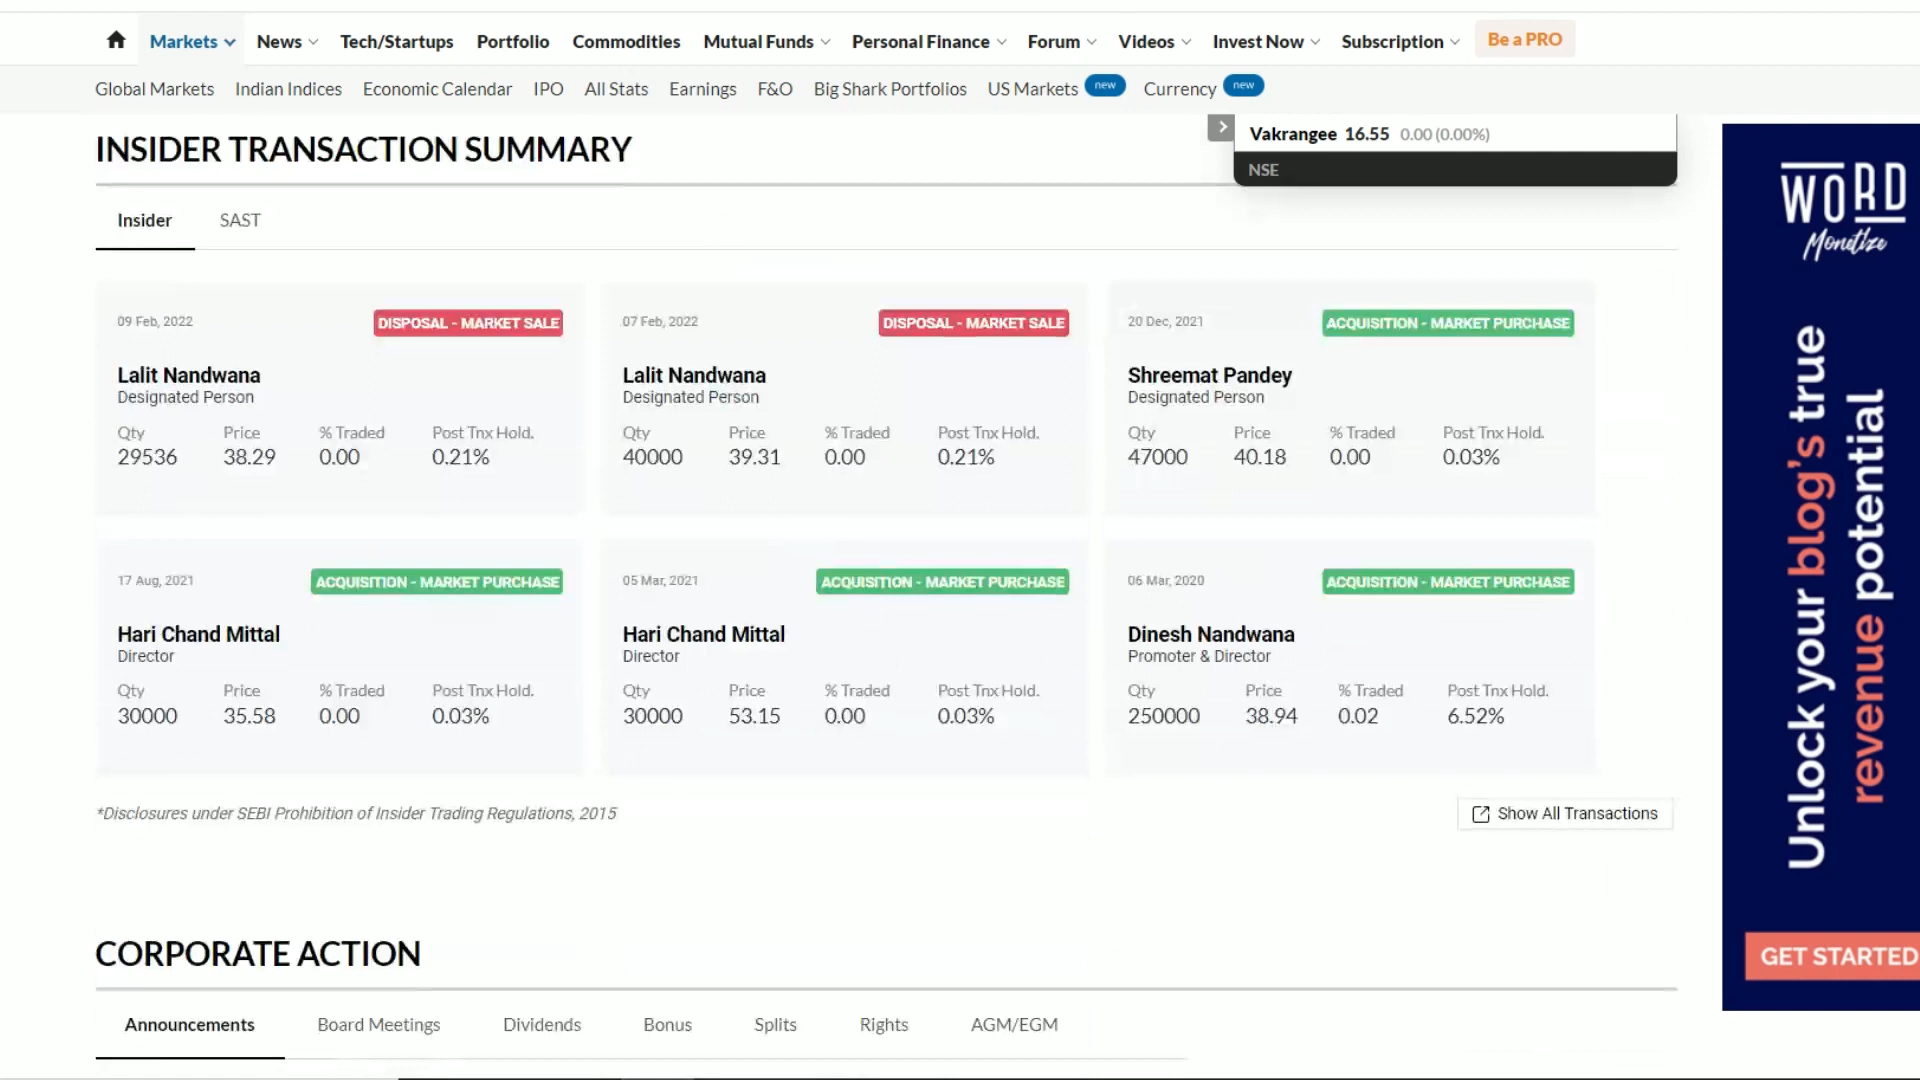 Markets News Tech/Startups Portfolio Commodities Mutual Funds Personal Finance Forum Videos Invest Now Subscription Be a PRO
Global Markets Indian Indices Economic Calendar IPO All Stats Earnings F&O Big Shark Portfolios US Markets new Currency new
INSIDER TRANSACTION SUMMARY
Vakrangee 16.55 0.00 (0.00%)
NSE
Insider SAST
09 Feb, 2022 DISPOSAL - MARKET SALE
Lalit Nandwana
Designated Person
Qty Price % Traded Post Tnx Hold.
29536 38.29 0.00 0.21%
07 Feb, 2022 DISPOSAL - MARKET SALE
Lalit Nandwana
Designated Person
Qty Price % Traded Post Tnx Hold.
40000 39.31 0.00 0.21%
20 Dec, 2021 ACQUISITION - MARKET PURCHASE
Shreemat Pandey
Designated Person
Qty Price % Traded Post Tnx Hold.
47000 40.18 0.00 0.03%
17 Aug, 2021 ACQUISITION - MARKET PURCHASE
Hari Chand Mittal
Director
Qty Price % Traded Post Tnx Hold.
30000 35.58 0.00 0.03%
05 Mar, 2021 ACQUISITION - MARKET PURCHASE
Hari Chand Mittal
Director
Qty Price % Traded Post Tnx Hold.
30000 53.15 0.00 0.03%
06 Mar, 2020 ACQUISITION - MARKET PURCHASE
Dinesh Nandwana
Promoter & Director
Qty Price % Traded Post Tnx Hold.
250000 38.94 0.02 6.52%
*Disclosures under SEBI Prohibition of Insider Trading Regulations, 2015
Show All Transactions
CORPORATE ACTION
Announcements Board Meetings Dividends Bonus Splits Rights AGM/EGM
WORD
Monetize
Unlock your blog's true
revenue potential
GET STARTED